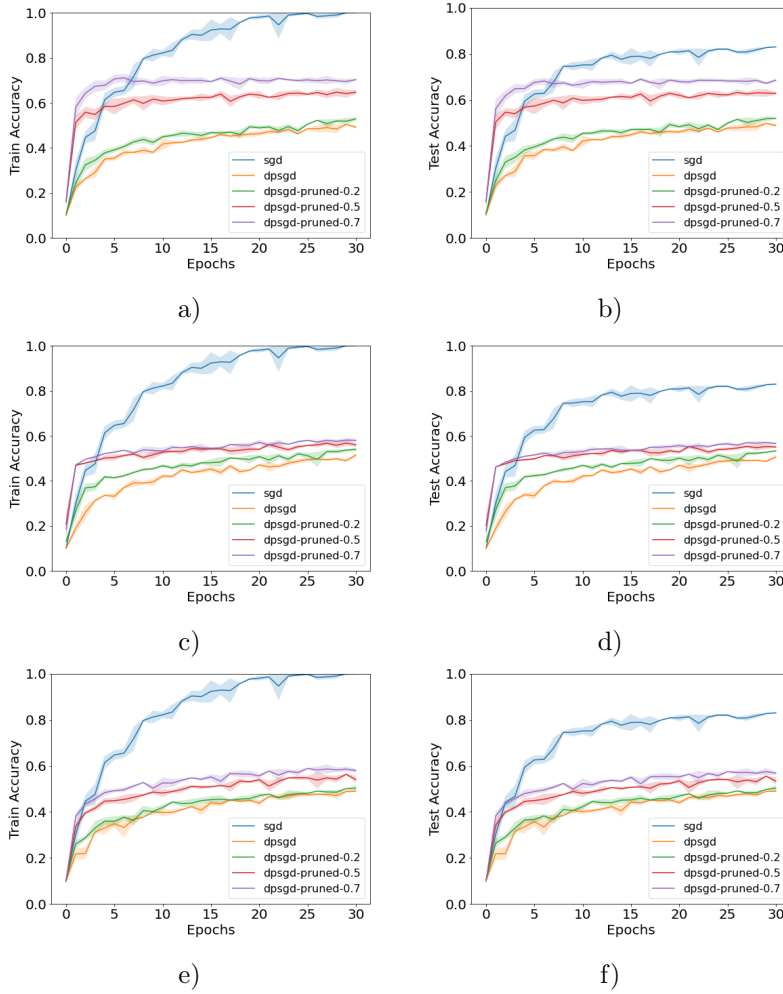 1.0
0.8
0.6
0.4
0.2
0.0
Train Accuracy
sgd
dpsgd
dpsgd-pruned-0.2
dpsgd-pruned-0.5
dpsgd-pruned-0.7
0 5 10 15 20 25 30
Epochs
a)
1.0
0.8
0.6
0.4
0.2
0.0
Test Accuracy
sgd
dpsgd
dpsgd-pruned-0.2
dpsgd-pruned-0.5
dpsgd-pruned-0.7
0 5 10 15 20 25 30
Epochs
b)
1.0
0.8
0.6
0.4
0.2
0.0
Train Accuracy
sgd
dpsgd
dpsgd-pruned-0.2
dpsgd-pruned-0.5
dpsgd-pruned-0.7
0 5 10 15 20 25 30
Epochs
c)
1.0
0.8
0.6
0.4
0.2
0.0
Test Accuracy
sgd
dpsgd
dpsgd-pruned-0.2
dpsgd-pruned-0.5
dpsgd-pruned-0.7
0 5 10 15 20 25 30
Epochs
d)
1.0
0.8
0.6
0.4
0.2
0.0
Train Accuracy
sgd
dpsgd
dpsgd-pruned-0.2
dpsgd-pruned-0.5
dpsgd-pruned-0.7
0 5 10 15 20 25 30
Epochs
e)
1.0
0.8
0.6
0.4
0.2
0.0
Test Accuracy
sgd
dpsgd
dpsgd-pruned-0.2
dpsgd-pruned-0.5
dpsgd-pruned-0.7
0 5 10 15 20 25 30
Epochs
f)